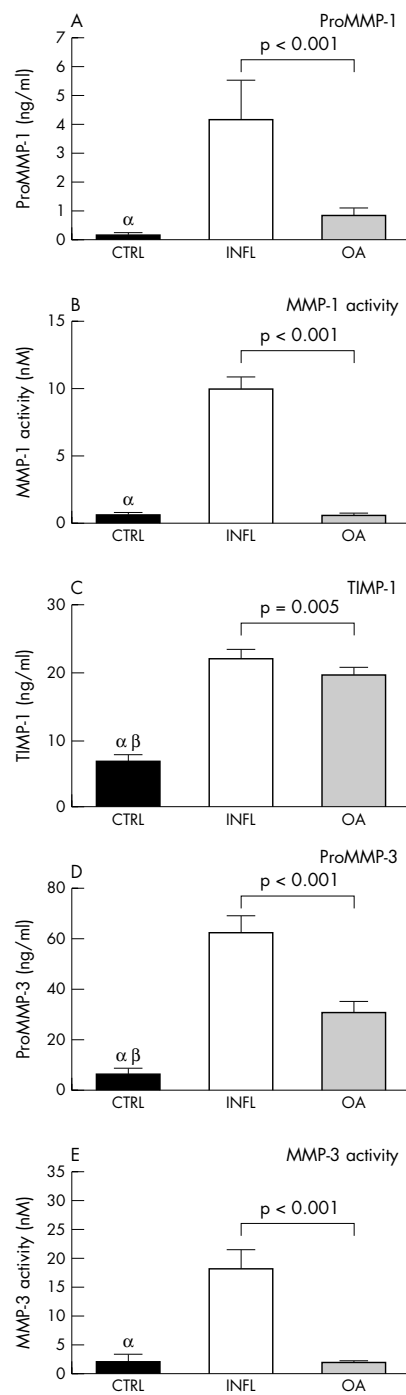 A
ProMMP-1
p < 0.001
ProMMP-1 (ng/ml)
7
6
5
4
3
2
1
0
α
CTRL
INFL
OA
B
MMP-1 activity
p < 0.001
MMP-1 activity (nM)
15
10
5
0
α
CTRL
INFL
OA
C
TIMP-1
p = 0.005
TIMP-1 (ng/ml)
30
20
10
0
α β
CTRL
INFL
OA
D
ProMMP-3
p < 0.001
ProMMP-3 (ng/ml)
80
60
40
20
0
α β
CTRL
INFL
OA
E
MMP-3 activity
p < 0.001
MMP-3 activity (nM)
35
30
25
20
15
10
5
0
α
CTRL
INFL
OA